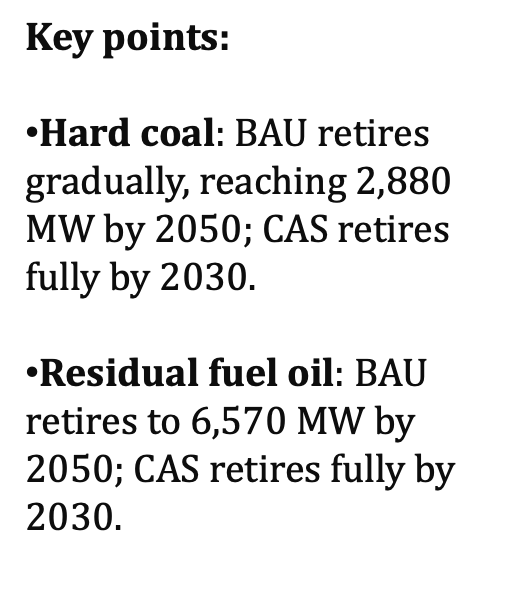 Key points:
•Hard coal: BAU retires
gradually, reaching 2,880
MW by 2050; CAS retires
fully by 2030.
•Residual fuel oil: BAU
retires to 6,570 MW by
2050; CAS retires fully by
2030.